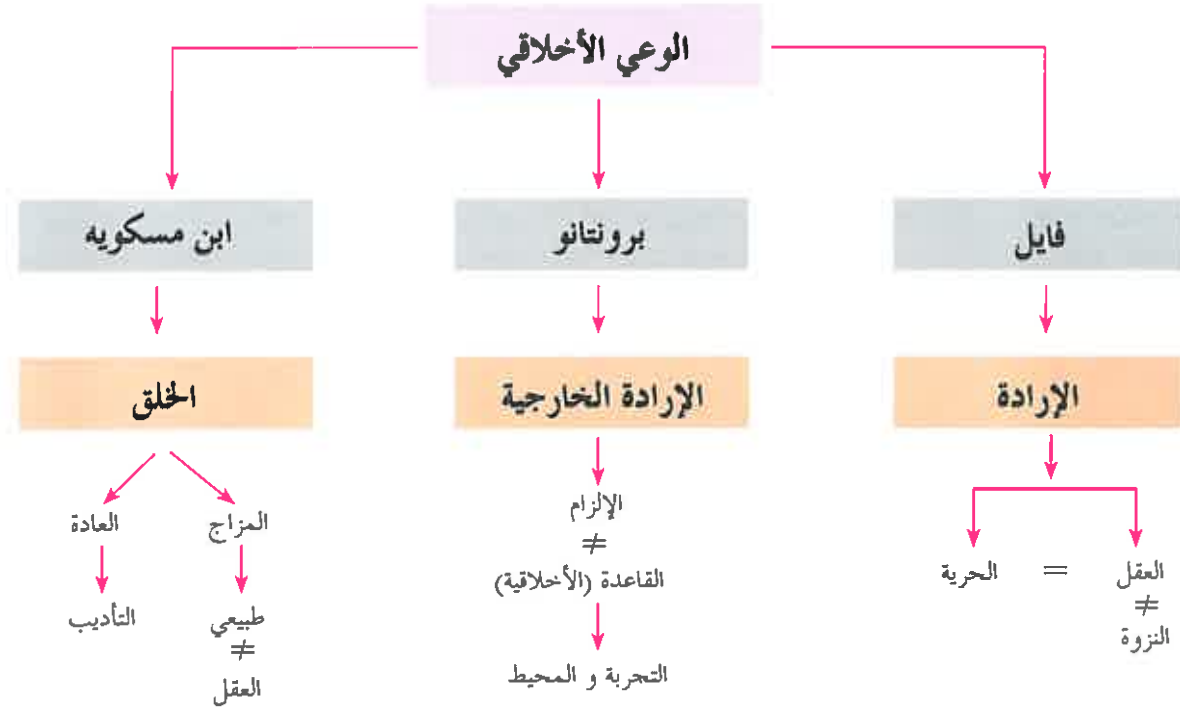 الوعي الأخلاقي
فايل
برونتانو
ابن مسكويه
الإرادة
الإرادة الخارجية
الخلق
العقل
=
الحرية
≠
النزوة
الإلزام
≠
القاعدة (الأخلاقية)
التجربة و المحيط
المزاج
العادة
طبيعي
التأديب
≠
العقل